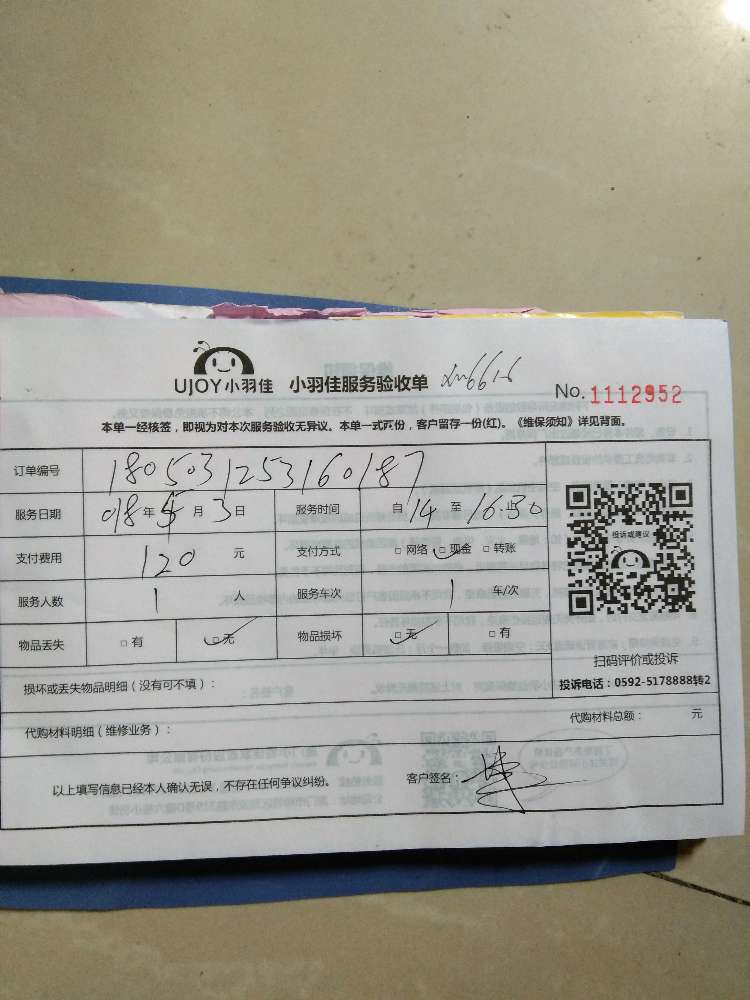 UJOY小羽佳 小羽佳服务验收单
No. 1112952
本单一经核签，即视为对本次服务验收无异议。本单一式两份，客户留存一份(红)。《维保须知》详见背面。
订单编号 1805031253160187
服务日期 018年5月3日 服务时间 自14至16:30止
支付费用 120 元 支付方式 □网络 □现金 □转账
服务人数 1 人 服务车次 1 车/次
物品丢失 □有 □无 物品损坏 □无 □有
投诉或建议
扫码评价或投诉
投诉电话：0592-5178888转2
损坏或丢失物品明细（没有可不填）：
代购材料明细（维修业务）： 代购材料总额： 元
以上填写信息已经本人确认无误，不存在任何争议纠纷。 客户签名：